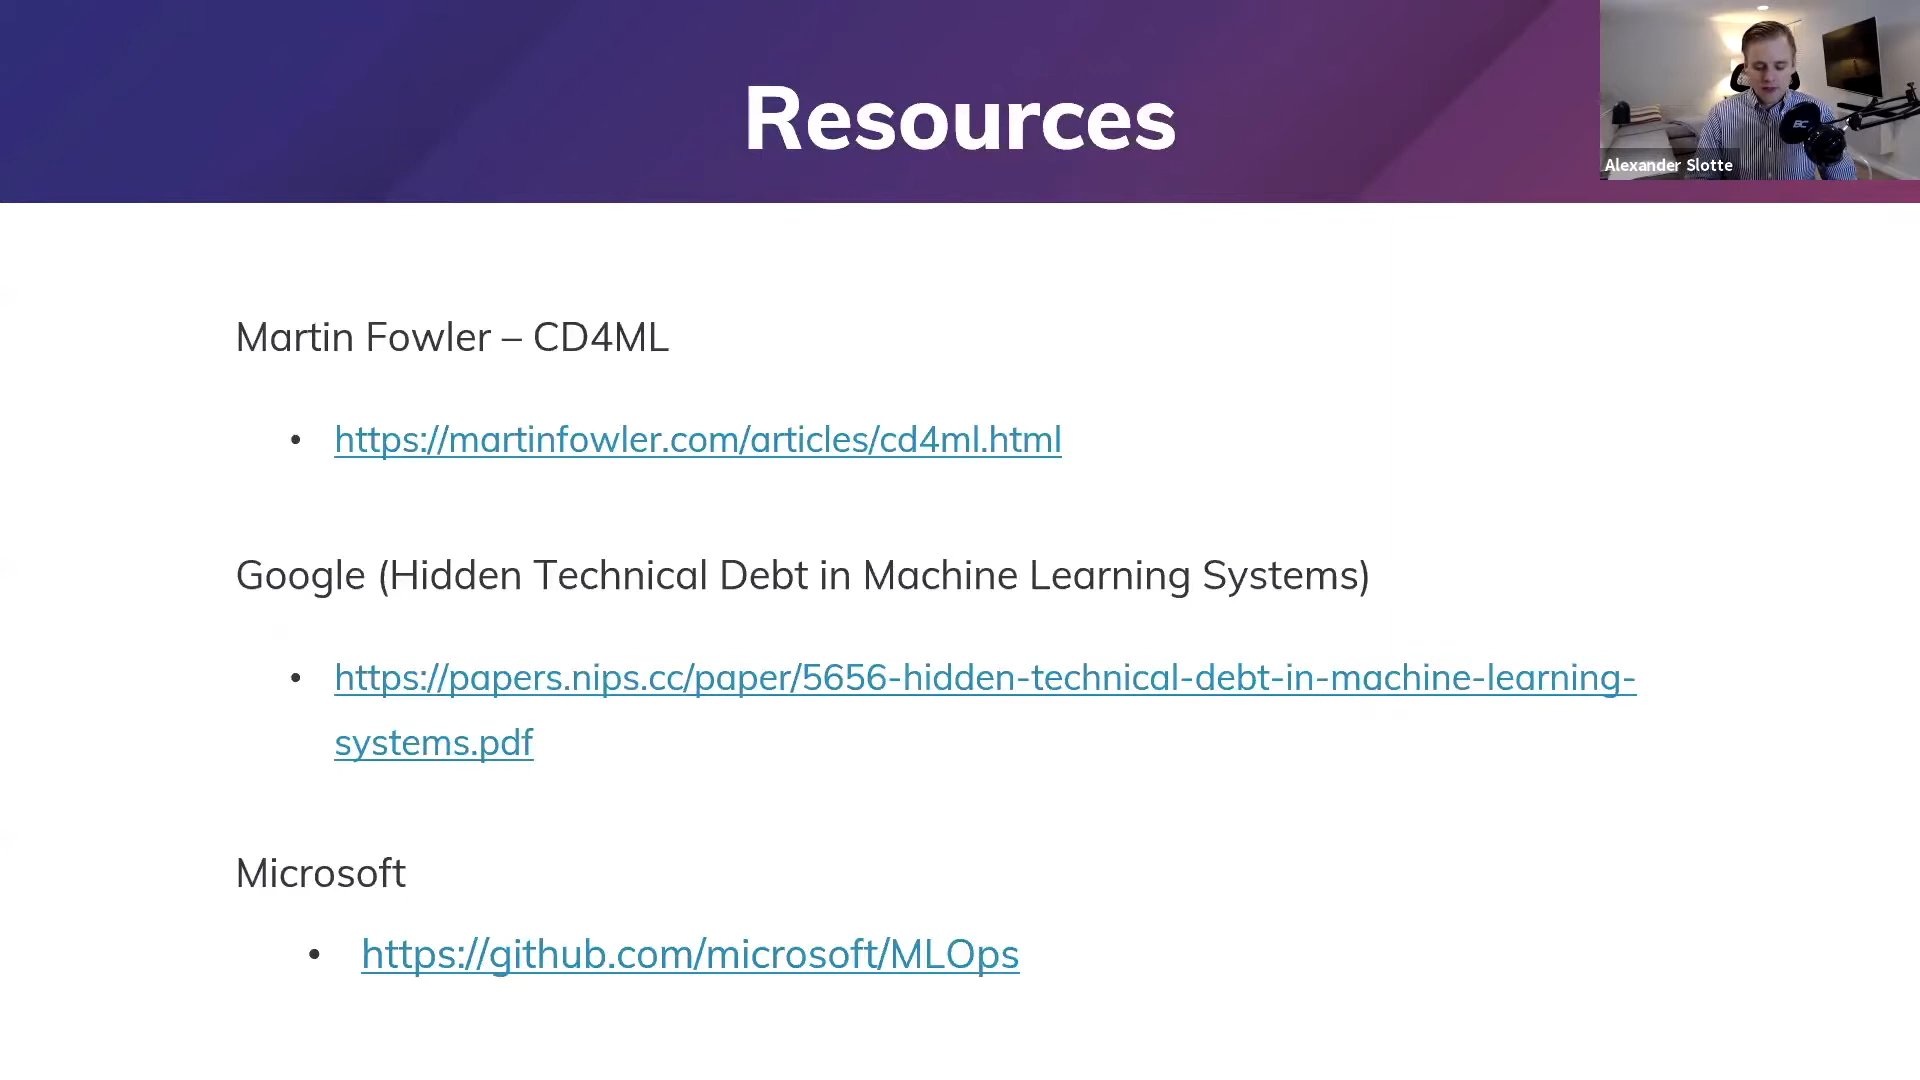 Resources
BC
Alexander Slotte
Martin Fowler – CD4ML
• https://martinfowler.com/articles/cd4ml.html
Google (Hidden Technical Debt in Machine Learning Systems)
• https://papers.nips.cc/paper/5656-hidden-technical-debt-in-machine-learning-
systems.pdf
Microsoft
• https://github.com/microsoft/MLOps